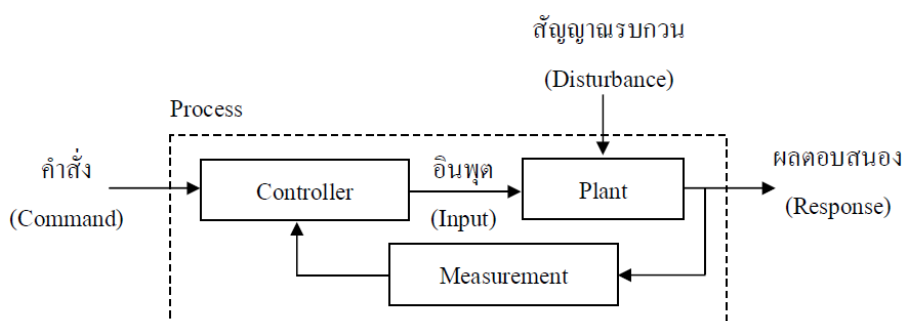 สัญญาณรบกวน
(Disturbance)
Process
คำสั่ง
(Command)
Controller
อินพุต
(Input)
Plant
ผลตอบสนอง
(Response)
Measurement